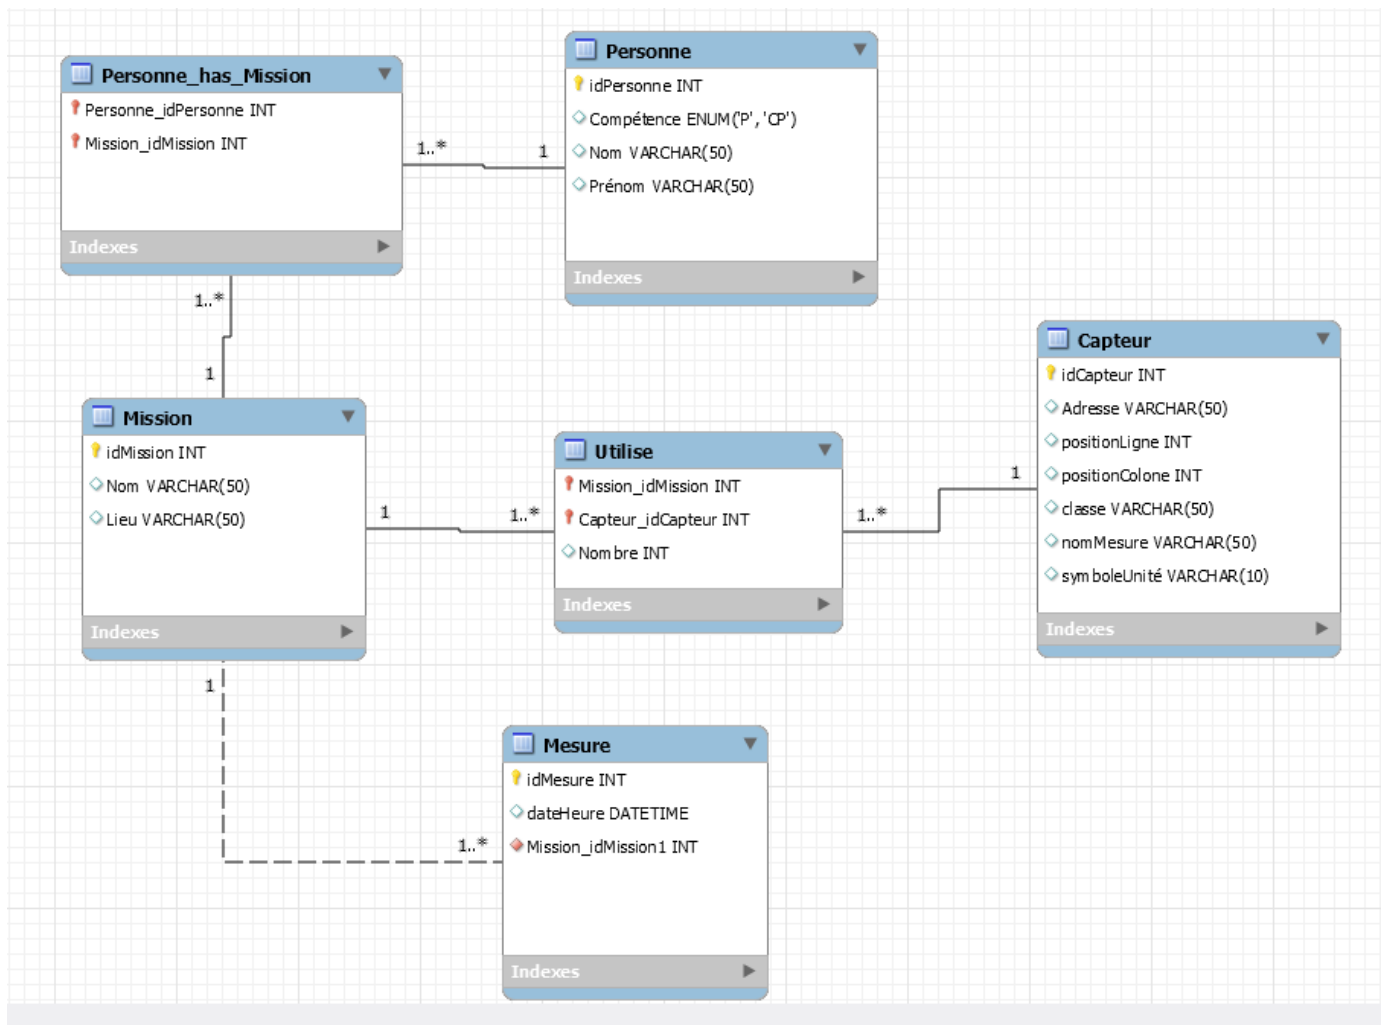 Personne_has_Mission
Personne_idPersonne INT
Mission_idMission INT
Indexes
1..*
1
Personne
idPersonne INT
Compétence ENUM('P', 'CP')
Nom VARCHAR(50)
Prénom VARCHAR(50)
Indexes
1..*
1
Capteur
idCapteur INT
Adresse VARCHAR(50)
positionLigne INT
positionColone INT
classe VARCHAR(50)
nomMesure VARCHAR(50)
symboleUnité VARCHAR(10)
Indexes
Mission
idMission INT
Nom VARCHAR(50)
Lieu VARCHAR(50)
Indexes
1
1..*
Utilise
Mission_idMission INT
Capteur_idCapteur INT
Nombre INT
Indexes
1..*
1
1
1..*
Mesure
idMesure INT
dateHeure DATETIME
Mission_idMission1 INT
Indexes